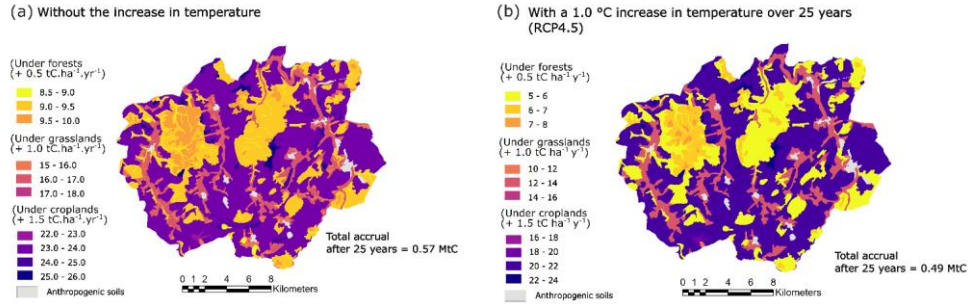 (a) Without the increase in temperature
(Under forests
(+ 0.5 tC.ha⁻¹.yr⁻¹)
8.5 - 9.0
9.0 - 9.5
9.5 - 10.0
(Under grasslands
(+ 1.0 tC.ha⁻¹.yr⁻¹)
15 - 16.0
16.0 - 17.0
17.0 - 18.0
(Under croplands
(+ 1.5 tC.ha⁻¹.yr⁻¹)
22.0 - 23.0
23.0 - 24.0
24.0 - 25.0
25.0 - 26.0
Anthropogenic soils
Total accrual
after 25 years = 0.57 MtC
0 1 2 4 6 8
Kilometers
(b) With a 1.0 °C increase in temperature over 25 years
(RCP4.5)
(Under forests
(+ 0.5 tC ha⁻¹ y⁻¹)
5 - 6
6 - 7
7 - 8
(Under grasslands
(+ 1.0 tC ha⁻¹ y⁻¹)
10 - 12
12 - 14
14 - 16
(Under croplands
(+ 1.5 tC ha⁻¹ y⁻¹)
16 - 18
18 - 20
20 - 22
22 - 24
Anthropogenic soils
Total accrual
after 25 years = 0.49 MtC
0 1 2 4 6 8
Kilometers